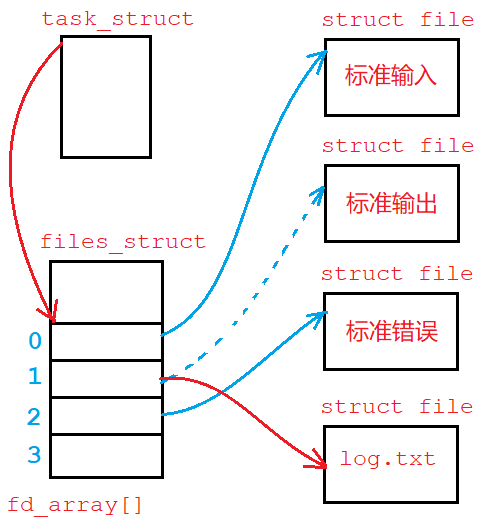 task_struct
struct file
标准输入
struct file
标准输出
files_struct
struct file
0
标准错误
1
2
struct file
3
log.txt
fd_array[]